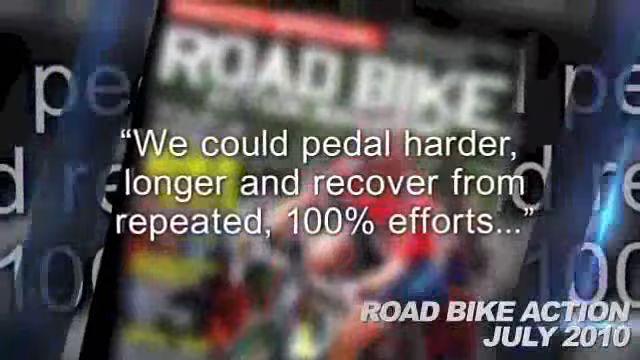 ROAD BIKE
“We could pedal harder,
longer and recover from
repeated, 100% efforts...”
ROAD BIKE ACTION
JULY 2010